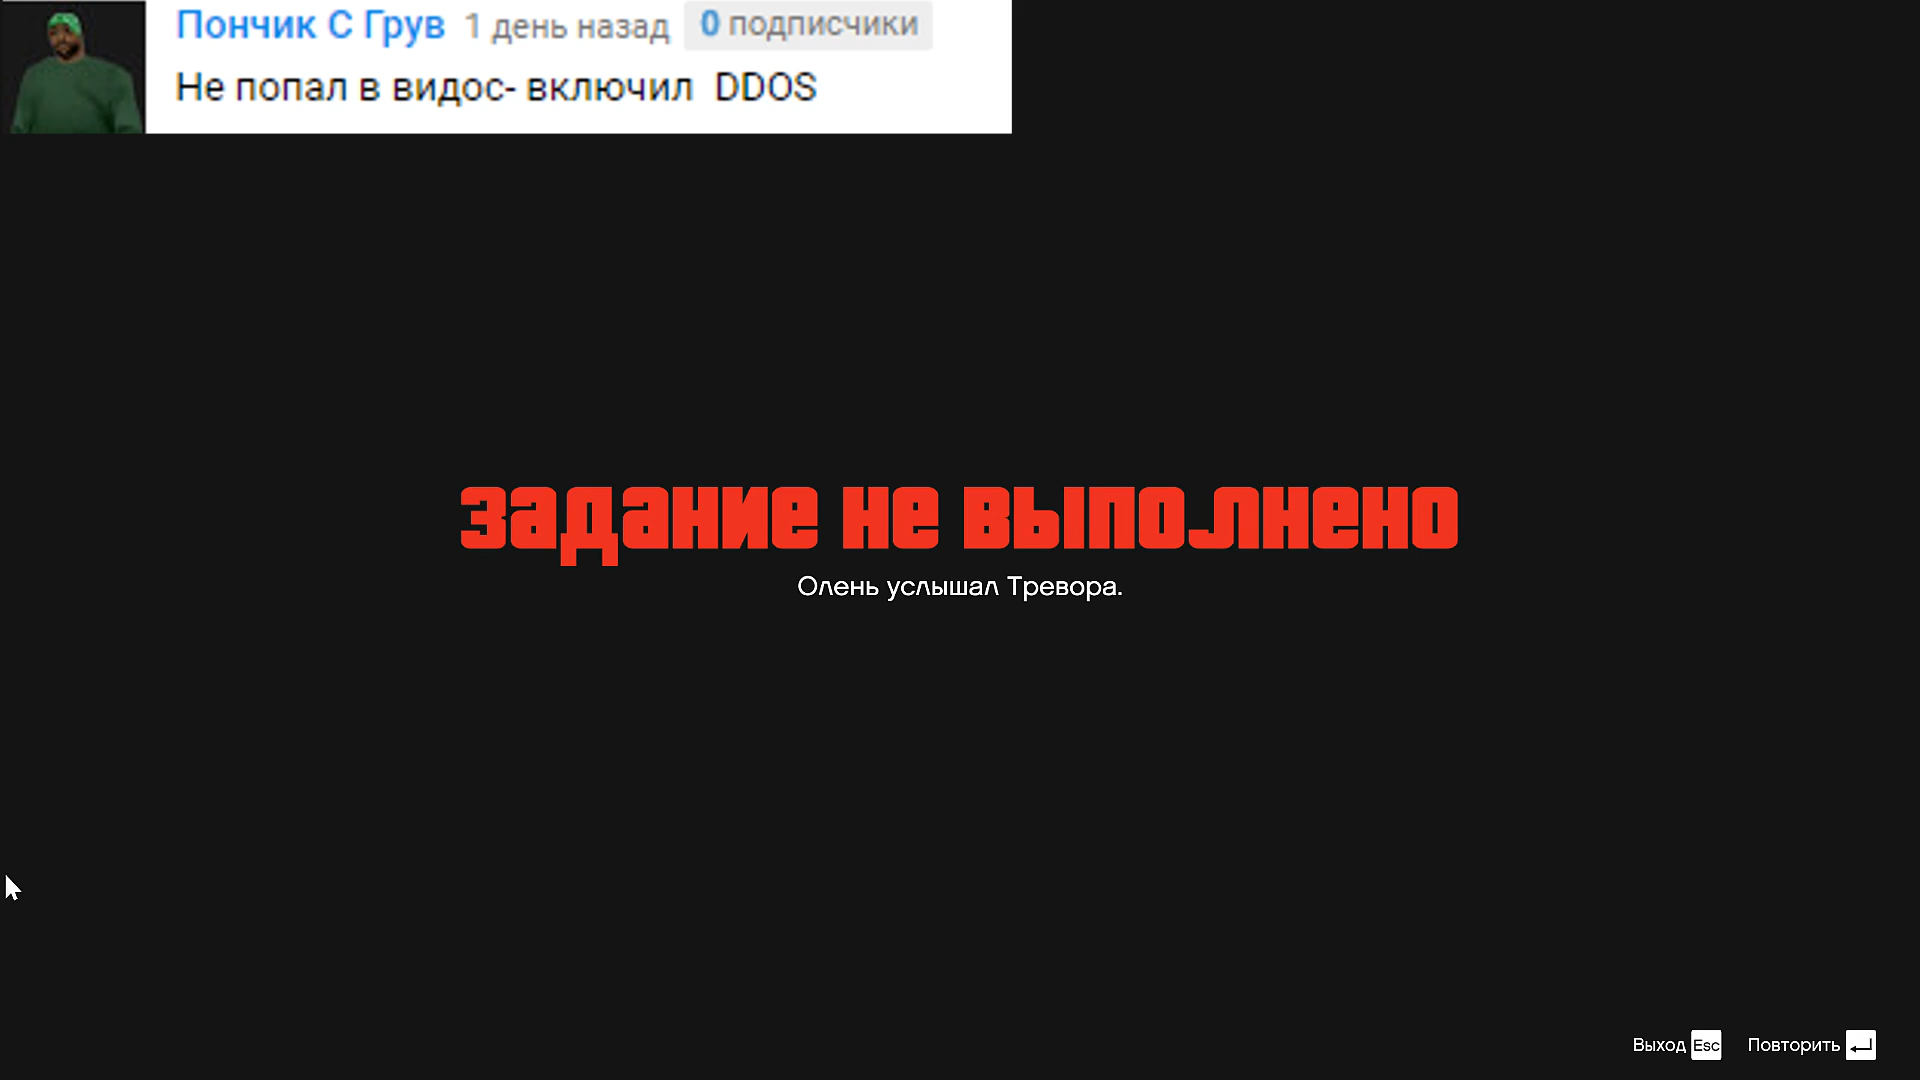 Пончик С Грув 1 день назад 0 подписчики
Не попал в видос- включил DDOS
задание не выполнено
Олень услышал Тревора.
Выход Esc Повторить